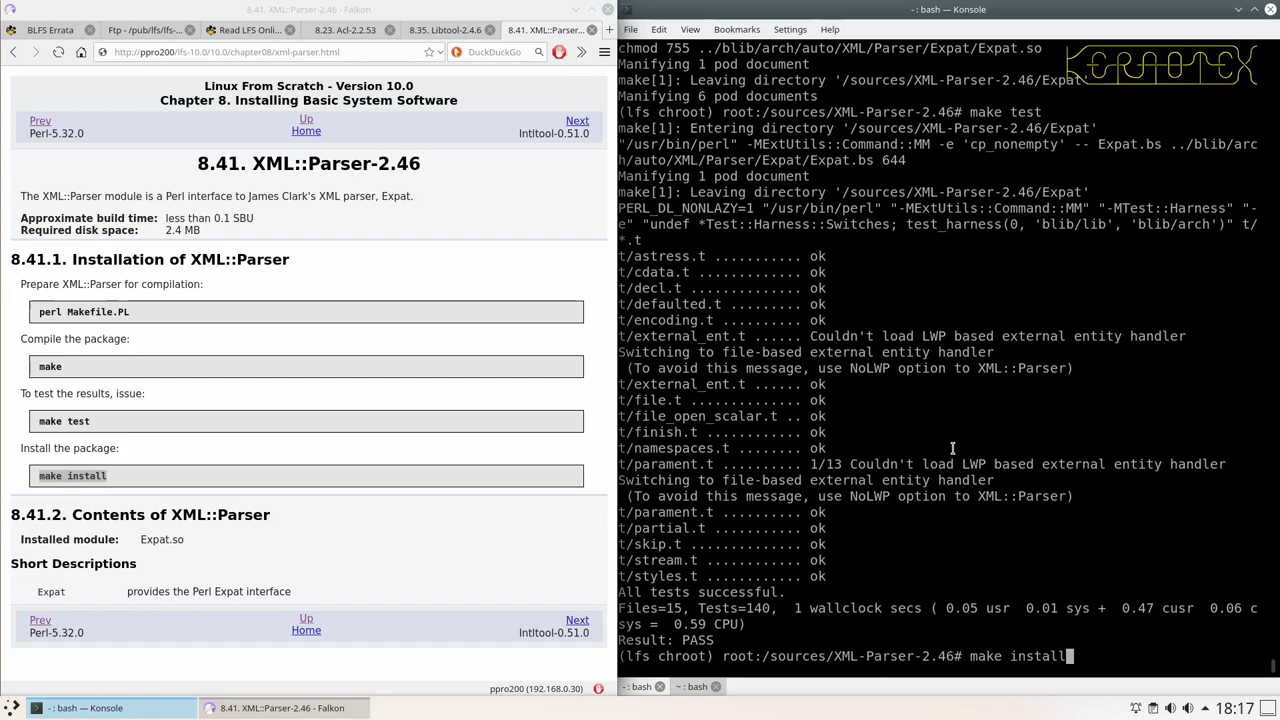 8.41. XML::Parser-2.46 - Falkon
BLFS Errata
Ftp - /pub/lfs/lfs-
Read LFS Onli...
8.23. Acl-2.2.53
8.35. Libtool-2.4.6
8.41. XML::Parser...
http://ppro200/lfs-10.0/10.0/chapter08/xml-parser.html
DuckDuckGo
Linux From Scratch - Version 10.0
Chapter 8. Installing Basic System Software
Prev
Up
Next
Perl-5.32.0
Home
Intltool-0.51.0
8.41. XML::Parser-2.46
The XML::Parser module is a Perl interface to James Clark's XML parser, Expat.
Approximate build time: less than 0.1 SBU
Required disk space: 2.4 MB
8.41.1. Installation of XML::Parser
Prepare XML::Parser for compilation:
perl Makefile.PL
Compile the package:
make
To test the results, issue:
make test
Install the package:
make install
8.41.2. Contents of XML::Parser
Installed module: Expat.so
Short Descriptions
Expat provides the Perl Expat interface
Prev
Up
Next
Perl-5.32.0
Home
Intltool-0.51.0
ppro200 (192.168.0.30)
- : bash — Konsole
File Edit View Bookmarks Settings Help
KERAOTEX
chmod 755 ../blib/arch/auto/XML/Parser/Expat/Expat.so
Manifying 1 pod document
make[1]: Leaving directory '/sources/XML-Parser-2.46/Expat'
Manifying 6 pod documents
(lfs chroot) root:/sources/XML-Parser-2.46# make test
make[1]: Entering directory '/sources/XML-Parser-2.46/Expat'
"/usr/bin/perl" -MExtUtils::Command::MM -e 'cp_nonempty' -- Expat.bs ../blib/arc
h/auto/XML/Parser/Expat/Expat.bs 644
Manifying 1 pod document
make[1]: Leaving directory '/sources/XML-Parser-2.46/Expat'
PERL_DL_NONLAZY=1 "/usr/bin/perl" "-MExtUtils::Command::MM" "-MTest::Harness" "-
e" "undef *Test::Harness::Switches; test_harness(0, 'blib/lib', 'blib/arch')" t/
*.t
t/astress.t ........... ok
t/cdata.t ............. ok
t/decl.t .............. ok
t/defaulted.t ......... ok
t/encoding.t .......... ok
t/external_ent.t ...... Couldn't load LWP based external entity handler
Switching to file-based external entity handler
 (To avoid this message, use NoLWP option to XML::Parser)
t/external_ent.t ...... ok
t/file.t .............. ok
t/file_open_scalar.t .. ok
t/finish.t ............ ok
t/namespaces.t ........ ok
t/parament.t .......... 1/13 Couldn't load LWP based external entity handler
Switching to file-based external entity handler
 (To avoid this message, use NoLWP option to XML::Parser)
t/parament.t .......... ok
t/partial.t ........... ok
t/skip.t .............. ok
t/stream.t ............ ok
t/styles.t ............ ok
All tests successful.
Files=15, Tests=140,  1 wallclock secs ( 0.05 usr  0.01 sys +  0.47 cusr  0.06 c
sys =  0.59 CPU)
Result: PASS
(lfs chroot) root:/sources/XML-Parser-2.46# make install
- : bash
~ : bash
- : bash — Konsole
8.41. XML::Parser-2.46 - Falkon
18:17